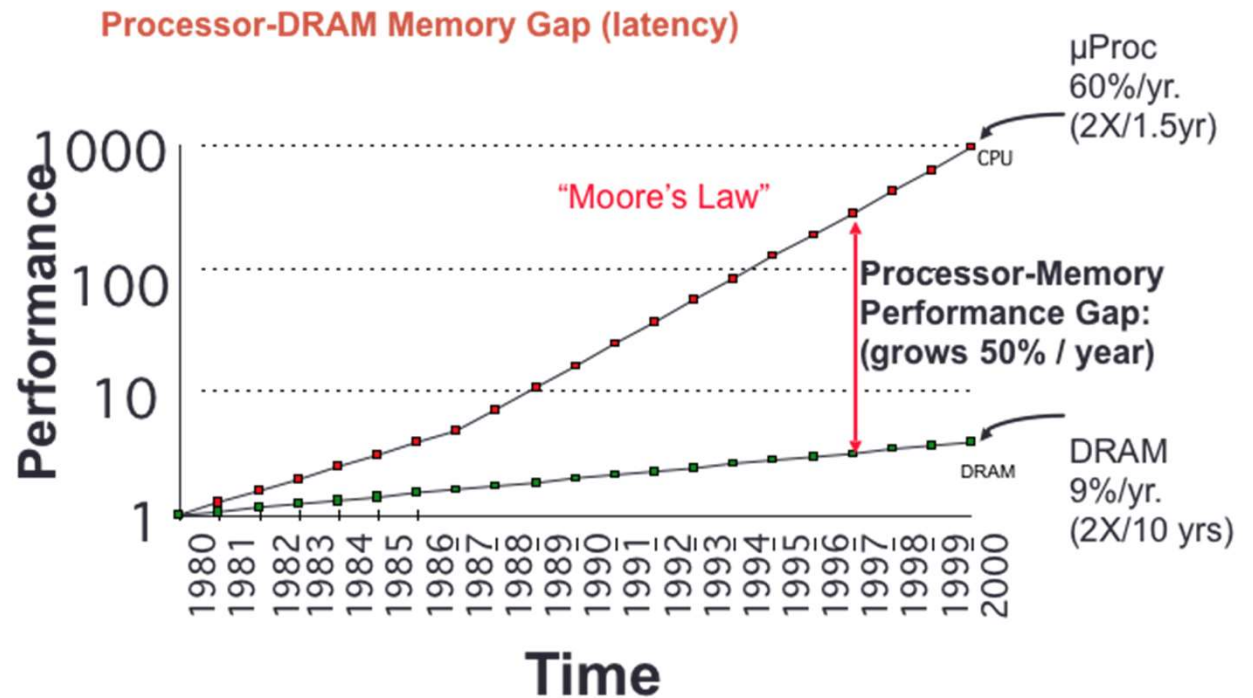 Processor-DRAM Memory Gap (latency)
µProc
60%/yr.
(2X/1.5yr)
1000
CPU
“Moore’s Law”
Performance
100
Processor-Memory
Performance Gap:
(grows 50% / year)
10
DRAM
DRAM
9%/yr.
(2X/10 yrs)
1
1980
1981
1982
1983
1984
1985
1986
1987
1988
1989
1990
1991
1992
1993
1994
1995
1996
1997
1998
1999
2000
Time